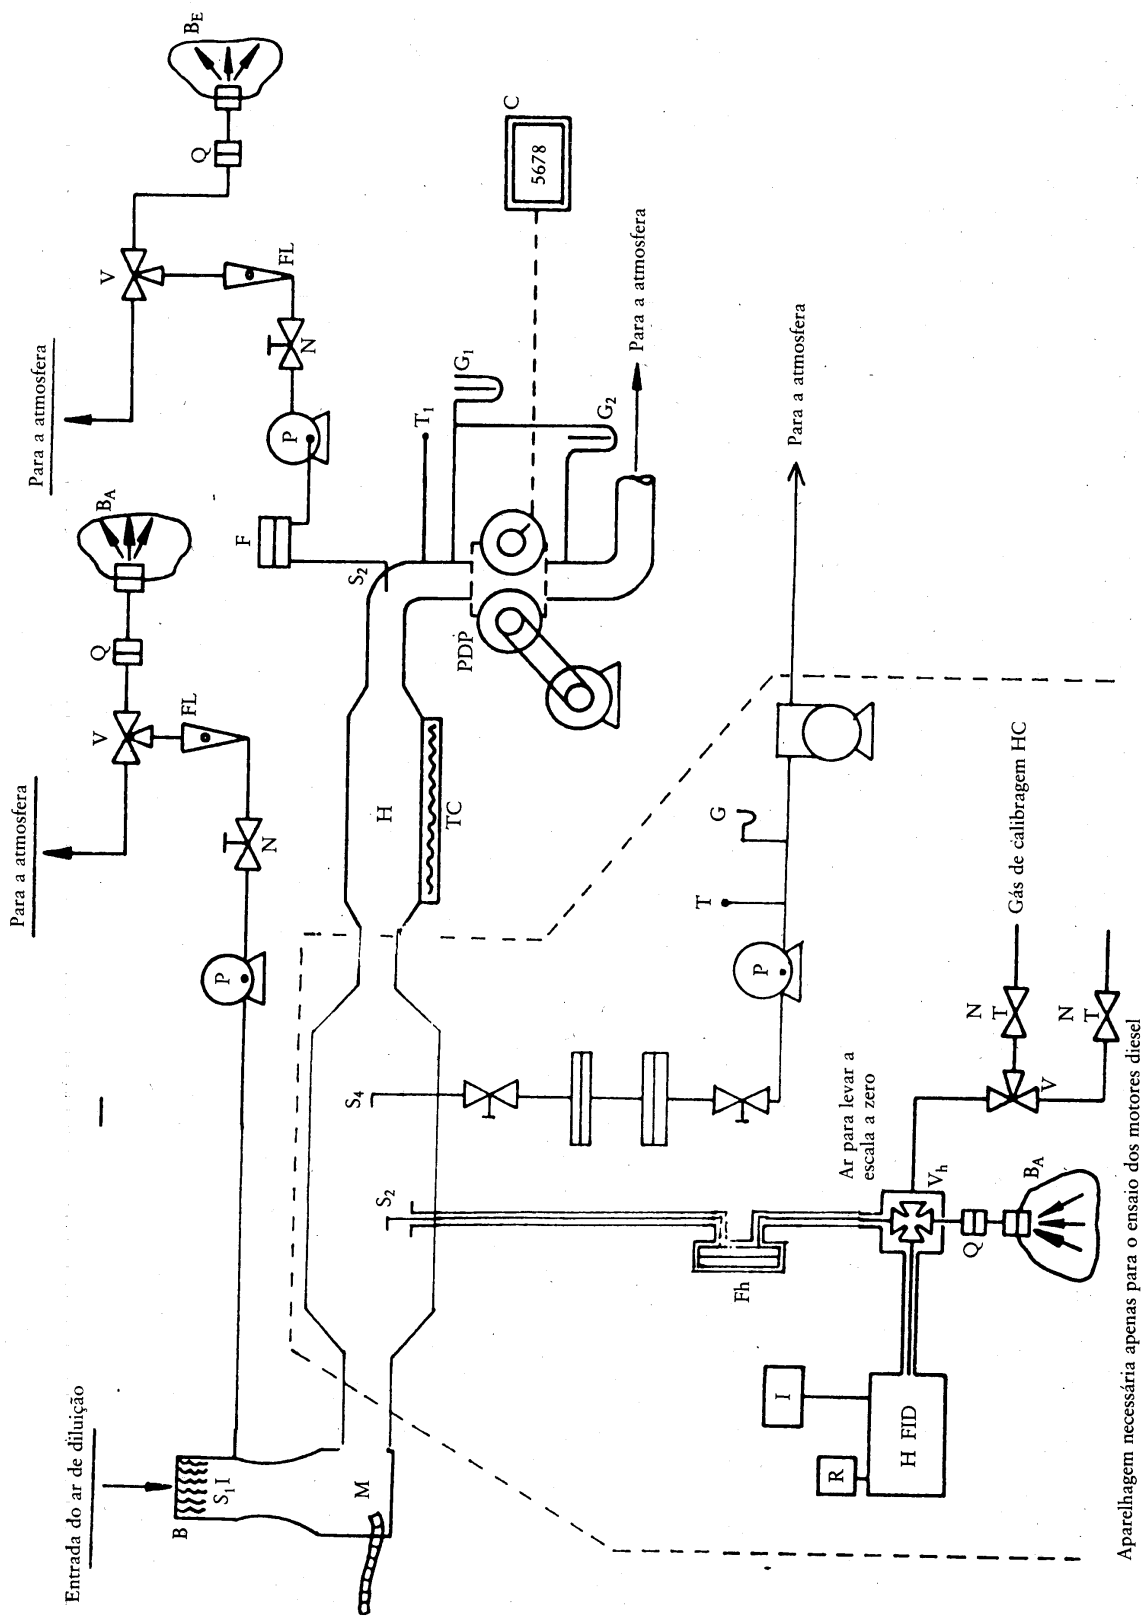 Entrada do ar de diluição
B
S₁I
M
Para a atmosfera
V
Q
BA
FL
N
P
Para a atmosfera
V
Q
BE
FL
N
P
F
S₂
H
TC
T₁
G₁
G₂
PDP
C
5678
Para a atmosfera
S₂
S₄
P
T
G
Para a atmosfera
Fh
Ar para levar a
escala a zero
Vh
V
N
T
Gás de calibragem HC
N
T
Q
BA
R
I
H FID
Aparelhagem necessária apenas para o ensaio dos motores diesel